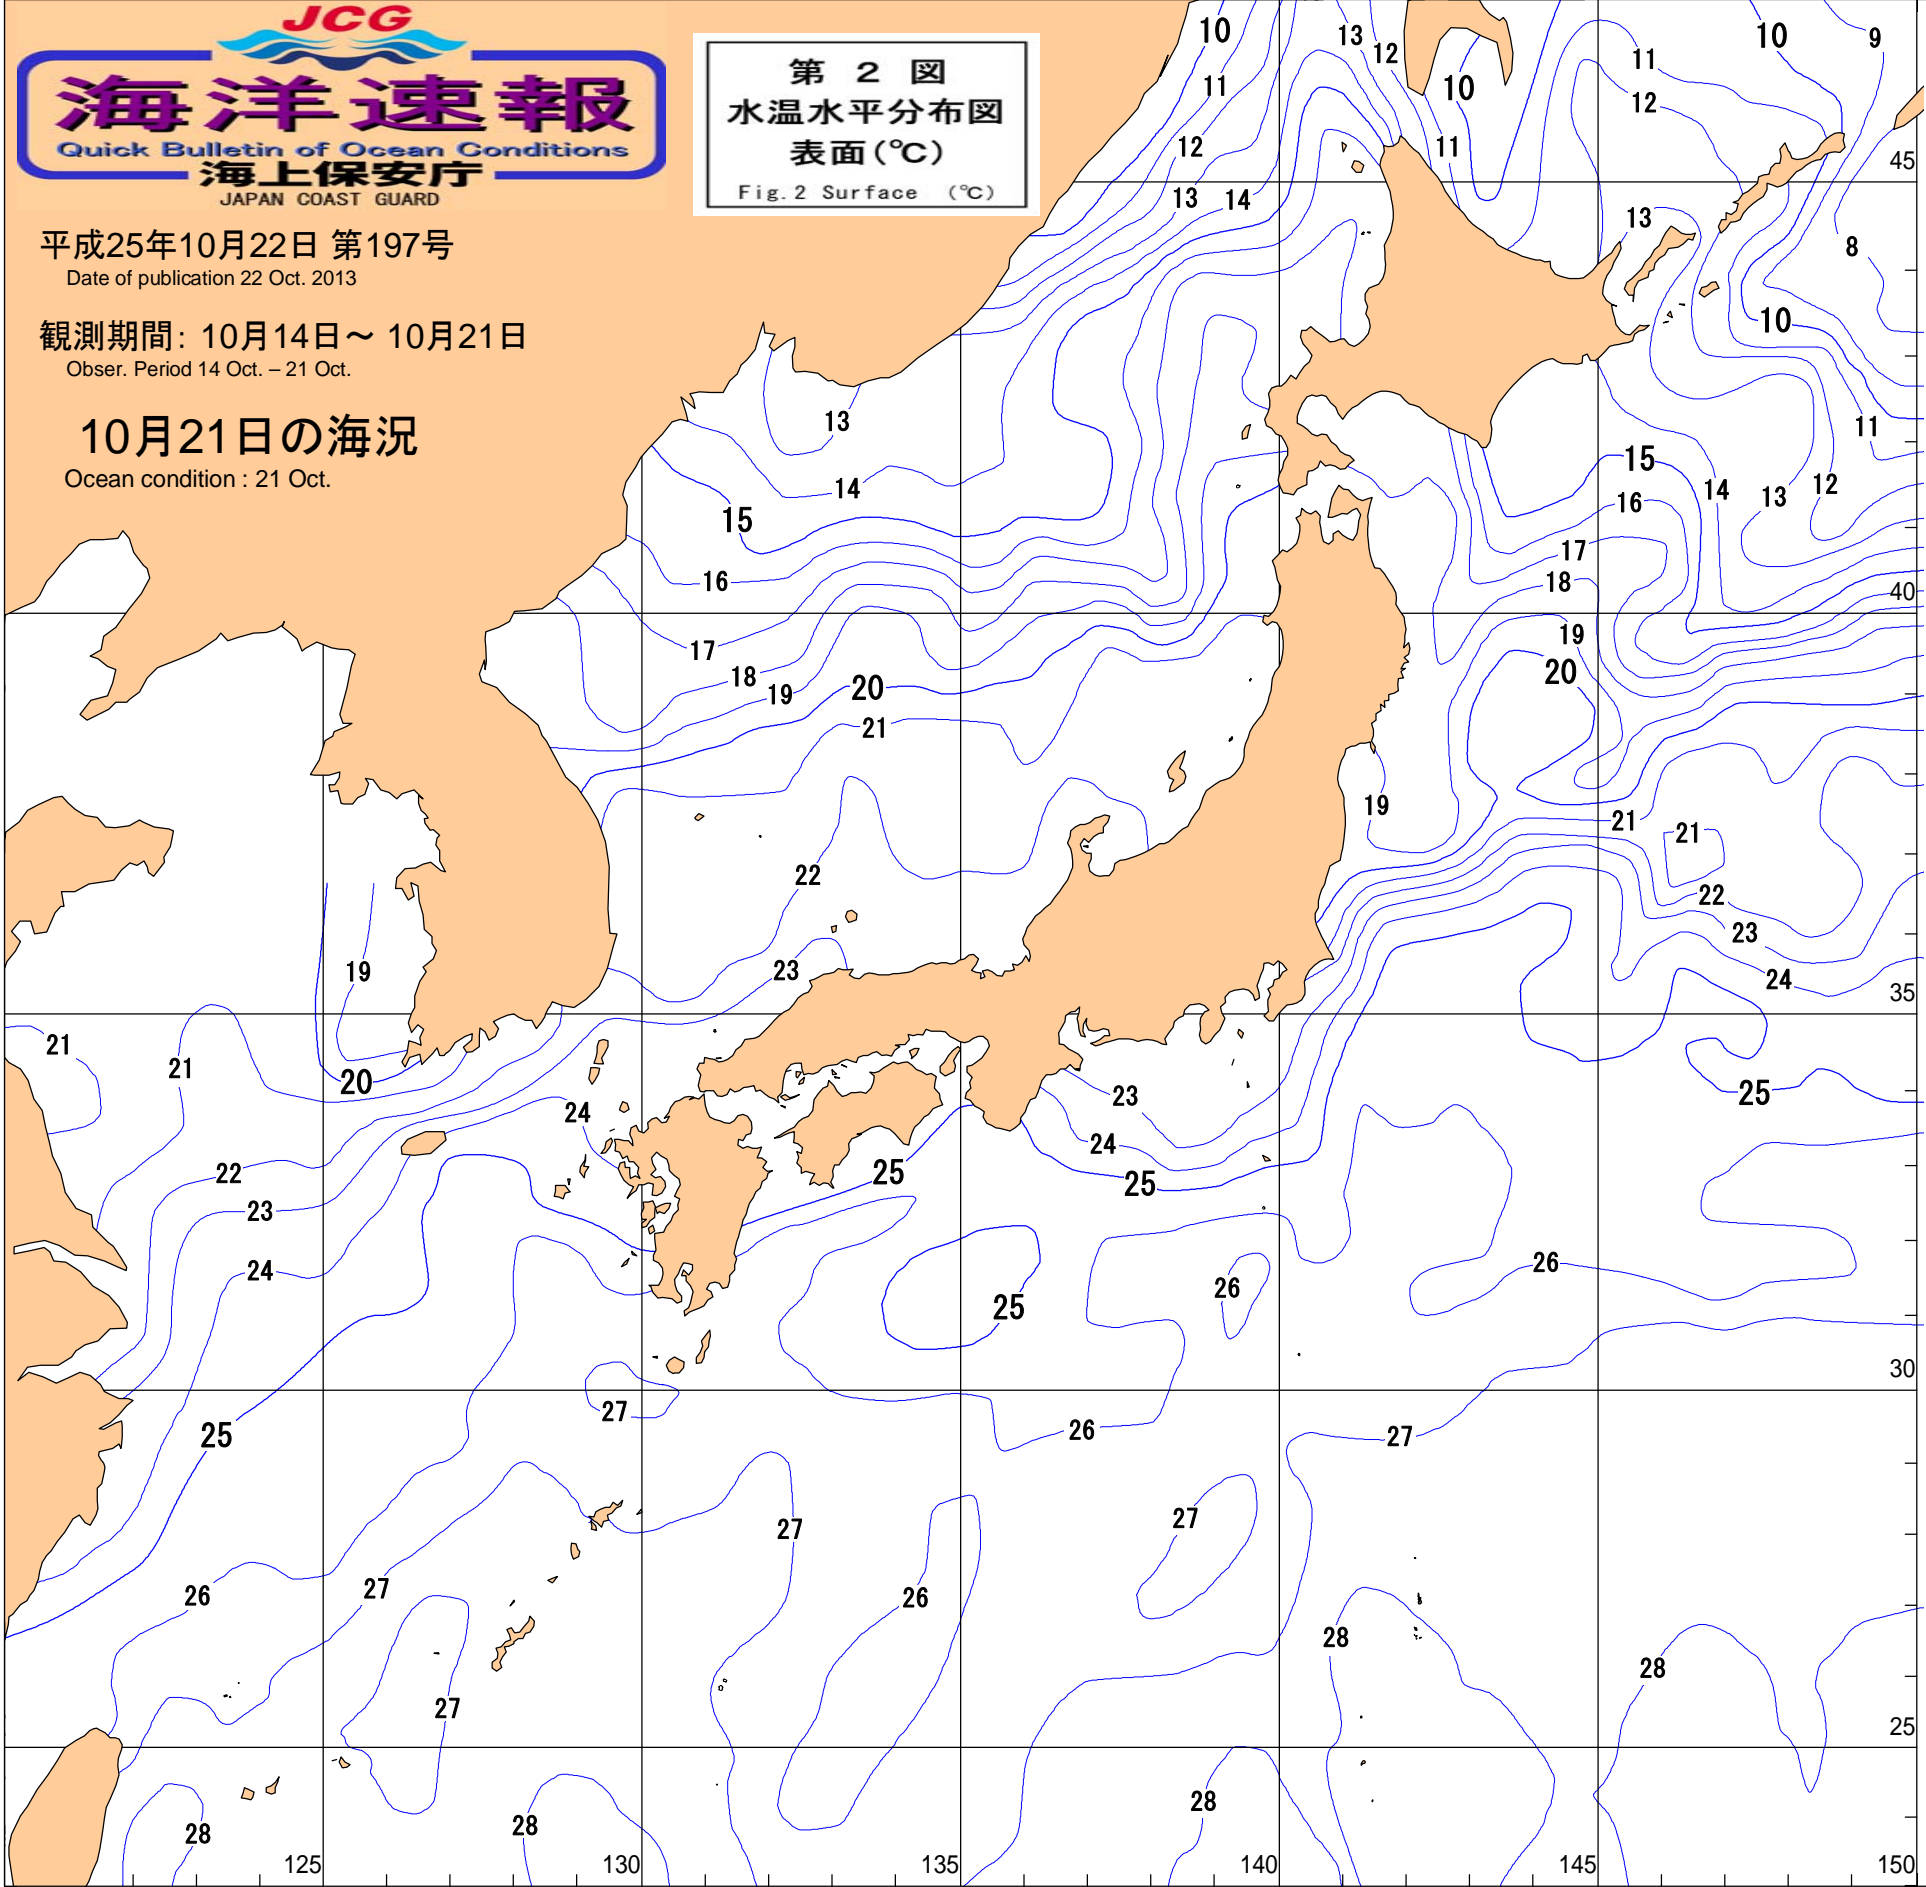 JCG
海洋速報
Quick Bulletin of Ocean Conditions
海上保安庁
JAPAN COAST GUARD
第 2 図
水温水平分布図
表面(℃)
Fig.2 Surface (℃)
平成25年10月22日 第197号
Date of publication 22 Oct. 2013
観測期間: 10月14日～ 10月21日
Obser. Period 14 Oct. – 21 Oct.
10月21日の海況
Ocean condition : 21 Oct.
10 13 12 11 10 9
11 10 12
12 11 45
13 14 13 8
10
13 11
14 15 14 13 12
15 16
16 17 18 40
17 19
18 19 20 20
21
19 21 21
22 22
23
19 23 24 35
21 21 20
24 23 25
24
22 25 25
23
24 26
26
25
30
27 26 27
25
27 27
26 27 26
28 28
27
25
28
28 28
125 130 135 140 145 150